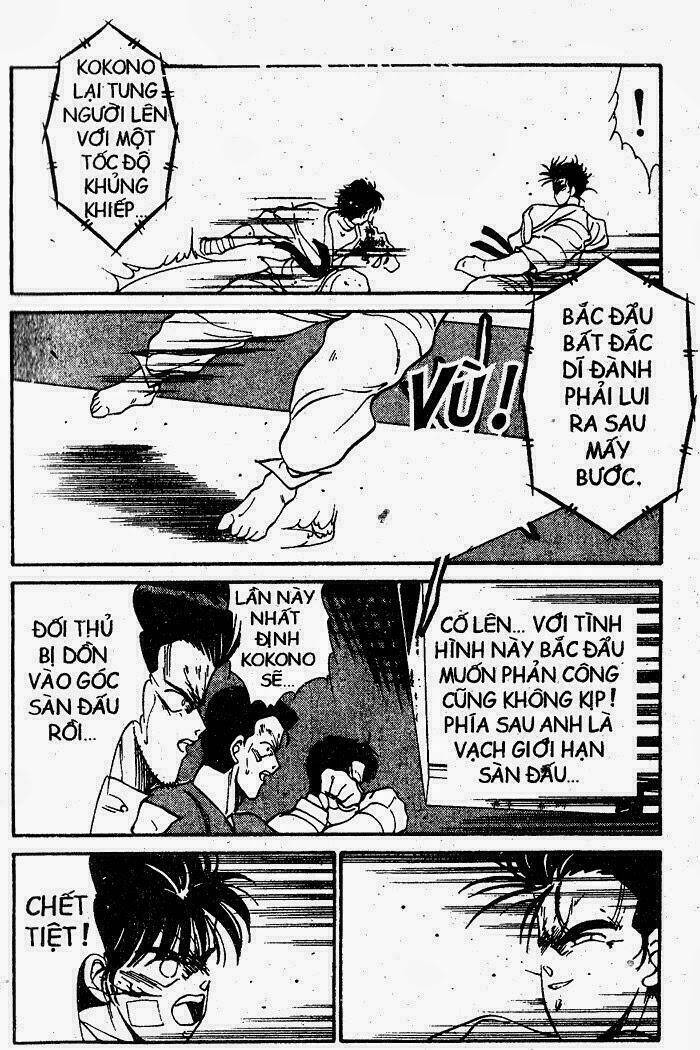 KOKONO
LẠI TUNG
NGƯỜI LÊN
VỚI MỘT
TỐC ĐỘ
KHỦNG
KHIẾP...
!
BẮC ĐẨU
BẤT ĐẮC
DĨ ĐÀNH
PHẢI LUI
RA SAU
MẤY
BƯỚC.
VÙ!
ĐỐI THỦ
BỊ DỒN
VÀO GÓC
SÀN ĐẤU
RỒI...
LẦN NÀY
NHẤT
ĐỊNH
KOKONO
SẼ...
CỐ LÊN... VỚI TÌNH
HÌNH NÀY BẮC ĐẨU
MUỐN PHẢN CÔNG
CŨNG KHÔNG KỊP!
PHÍA SAU ANH LÀ
VẠCH GIỚI HẠN
SÀN ĐẤU...
CHẾT
TIỆT!